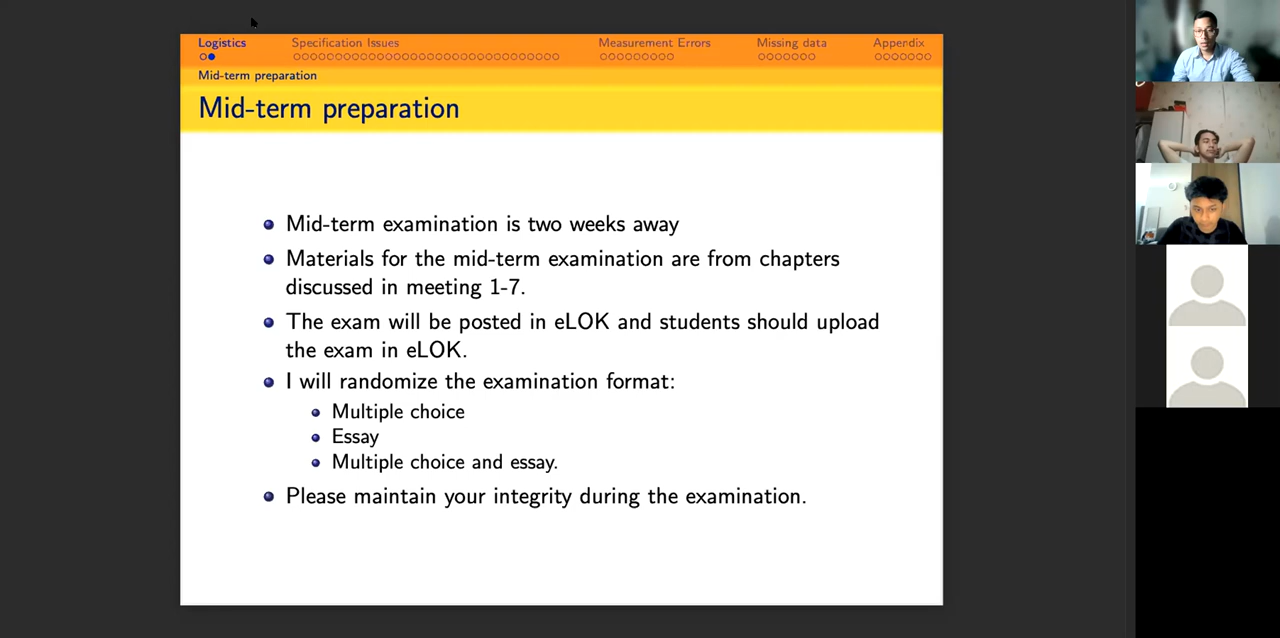 Logistics
Specification Issues
Measurement Errors
Missing data
Appendix
Mid-term preparation
Mid-term preparation
Mid-term examination is two weeks away
Materials for the mid-term examination are from chapters
discussed in meeting 1-7.
The exam will be posted in eLOK and students should upload
the exam in eLOK.
I will randomize the examination format:
Multiple choice
Essay
Multiple choice and essay.
Please maintain your integrity during the examination.